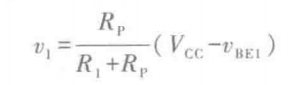 v₁ = R_P / (R₁ + R_P) (V_CC − v_BE1)